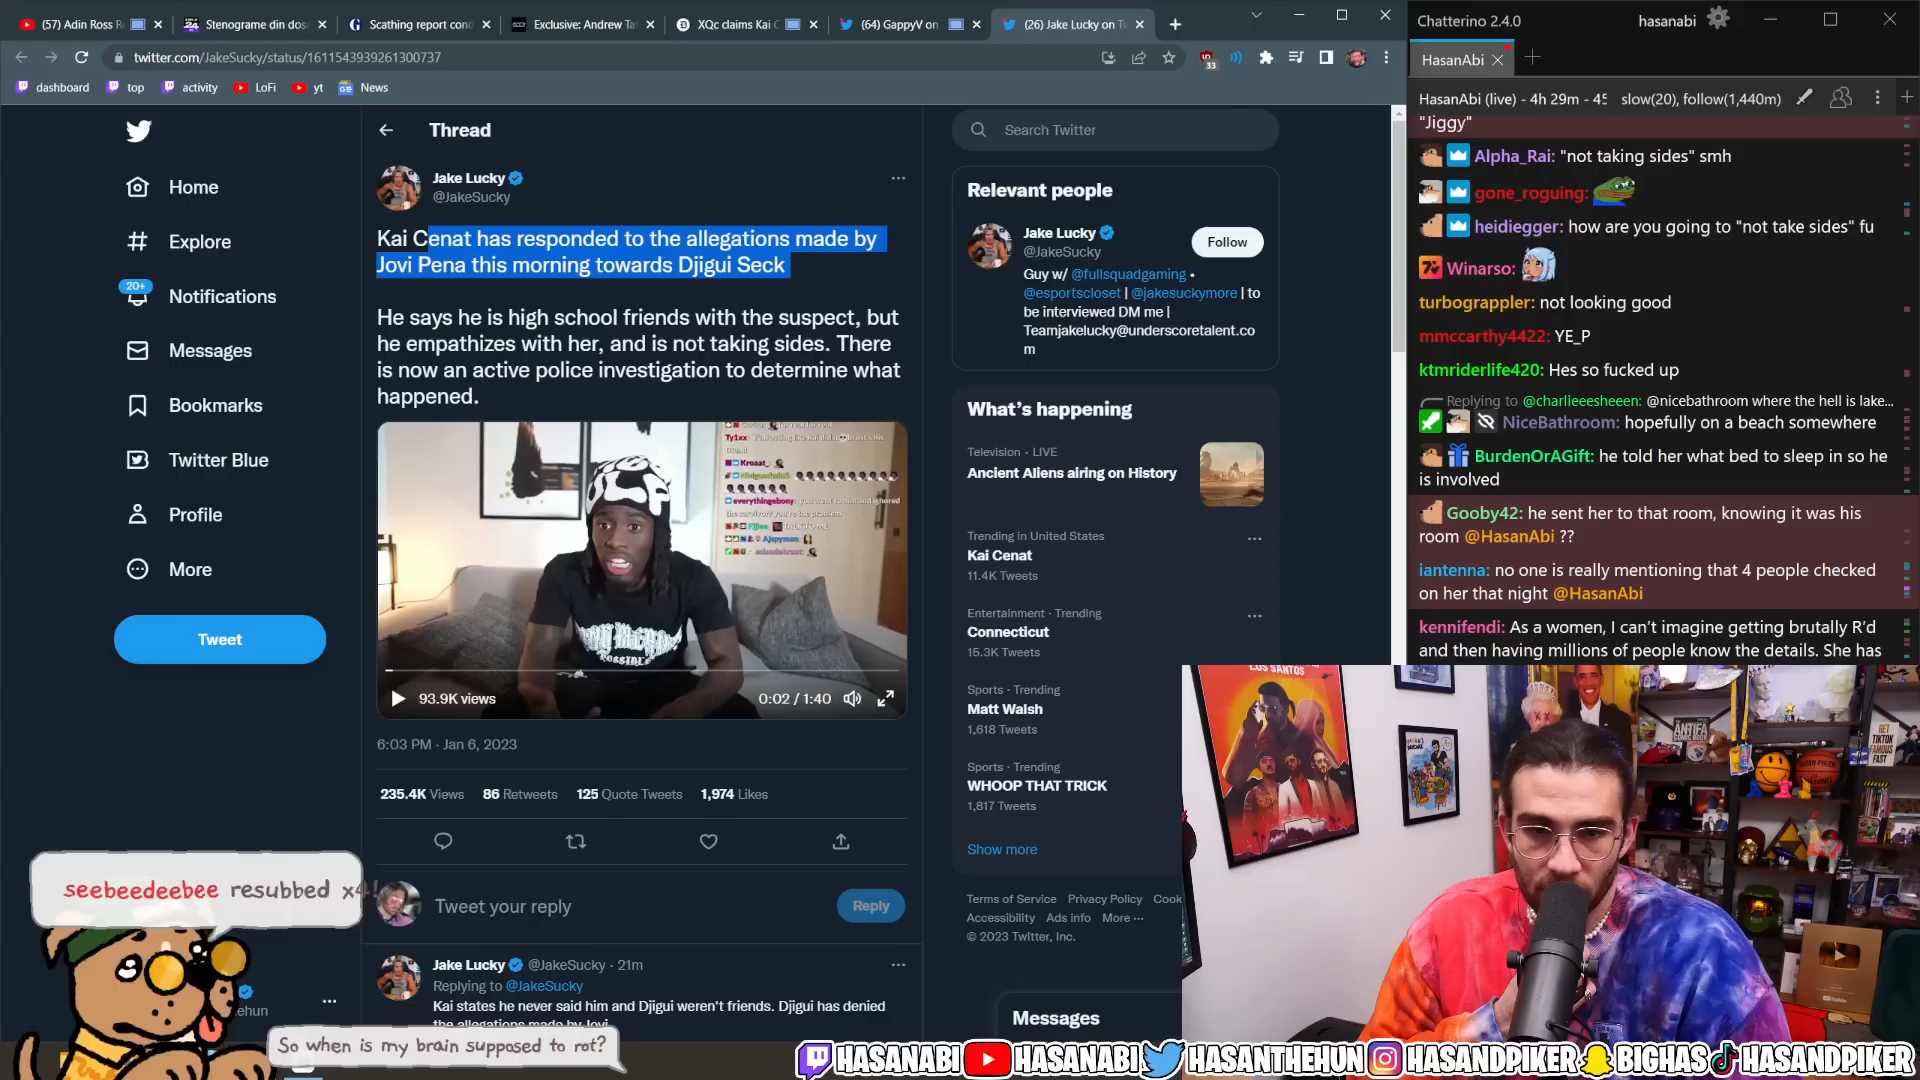 (57) Adin Ross R
Stenograme din dos
Scathing report cond
Exclusive: Andrew Ta
XQc claims Kai C
(64) GappyV on
(26) Jake Lucky on Tw
twitter.com/JakeSucky/status/1611543939261300737
33
dashboard
top
activity
LoFi
yt
News
Home
Explore
20+
Notifications
Messages
Bookmarks
Twitter Blue
Profile
More
Tweet
Thread
Jake Lucky
@JakeSucky
Kai Cenat has responded to the allegations made by
Jovi Pena this morning towards Djigui Seck
He says he is high school friends with the suspect, but
he empathizes with her, and is not taking sides. There
is now an active police investigation to determine what
happened.
93.9K views
0:02 / 1:40
6:03 PM · Jan 6, 2023
235.4K Views 86 Retweets 125 Quote Tweets 1,974 Likes
Tweet your reply
Reply
Jake Lucky @JakeSucky · 21m
Replying to @JakeSucky
Kai states he never said him and Djigui weren't friends. Djigui has denied
the allegations made by Jovi
seebeedeebee resubbed x4!
So when is my brain supposed to rot?
Search Twitter
Relevant people
Jake Lucky
@JakeSucky
Follow
Guy w/ @fullsquadgaming •
@esportscloset | @jakesuckymore | to
be interviewed DM me |
Teamjakelucky@underscoretalent.co
m
What's happening
Television · LIVE
Ancient Aliens airing on History
Trending in United States
Kai Cenat
11.4K Tweets
Entertainment · Trending
Connecticut
15.3K Tweets
Sports · Trending
Matt Walsh
1,618 Tweets
Sports · Trending
WHOOP THAT TRICK
1,817 Tweets
Show more
Terms of Service Privacy Policy Cook
Accessibility Ads info More ···
© 2023 Twitter, Inc.
Messages
Chatterino 2.4.0
hasanabi
HasanAbi
HasanAbi (live) - 4h 29m - 45 slow(20), follow(1,440m)
"Jiggy"
Alpha_Rai: "not taking sides" smh
gone_roguing:
heidiegger: how are you going to "not take sides" fu
Winarso:
turbograppler: not looking good
mmccarthy4422: YE_P
ktmriderlife420: Hes so fucked up
Replying to @charlieeesheeen: @nicebathroom where the hell is lake...
NiceBathroom: hopefully on a beach somewhere
BurdenOrAGift: he told her what bed to sleep in so he
is involved
Gooby42: he sent her to that room, knowing it was his
room @HasanAbi ??
iantenna: no one is really mentioning that 4 people checked
on her that night @HasanAbi
kennifendi: As a women, I can't imagine getting brutally R'd
and then having millions of people know the details. She has
LOS SANTOS
HASANABI HASANABI HASANTHEHUN HASANDPIKER BIGHAS HASANDPIKER